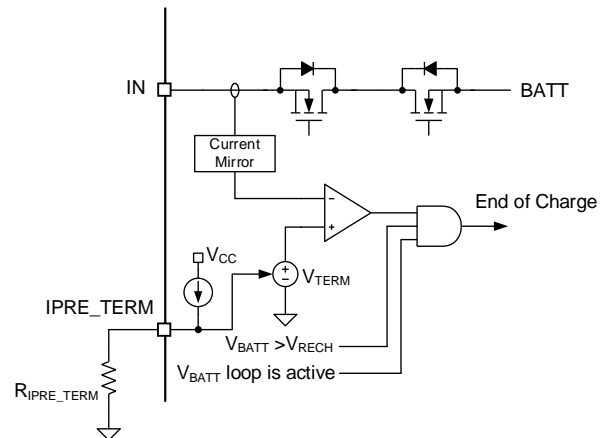 IN
BATT
Current
Mirror
−
+
End of Charge
VCC
+
−
VTERM
IPRE_TERM
VBATT >VRECH
VBATT loop is active
RIPRE_TERM